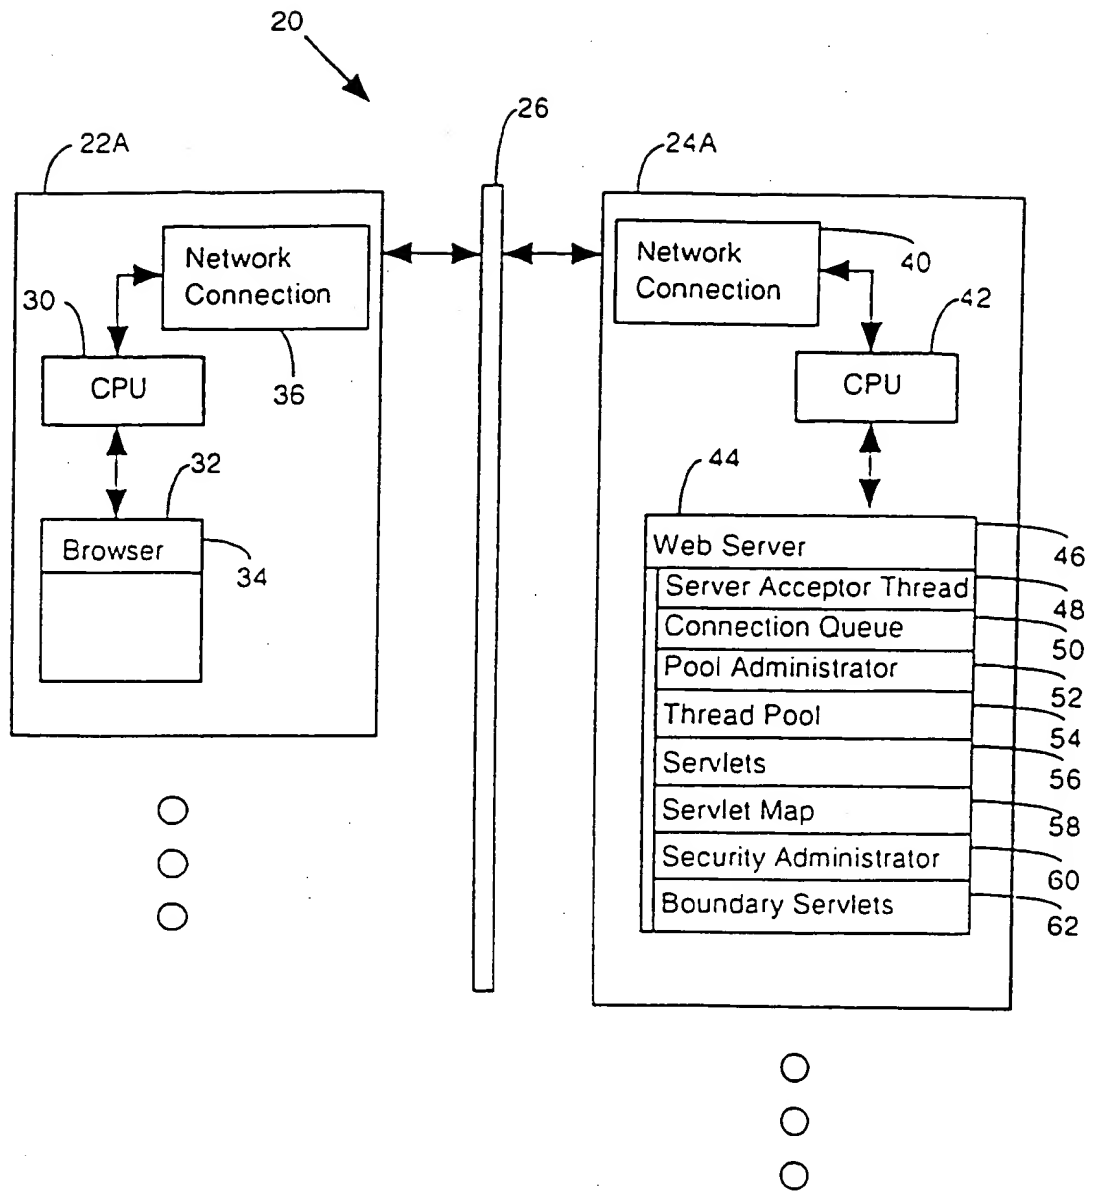 20
26
22A
24A
Network
Connection
36
30
CPU
32
Browser
34
Network
Connection
40
42
CPU
44
Web Server
46
Server Acceptor Thread
48
Connection Queue
50
Pool Administrator
52
Thread Pool
54
Servlets
56
Servlet Map
58
Security Administrator
60
Boundary Servlets
62